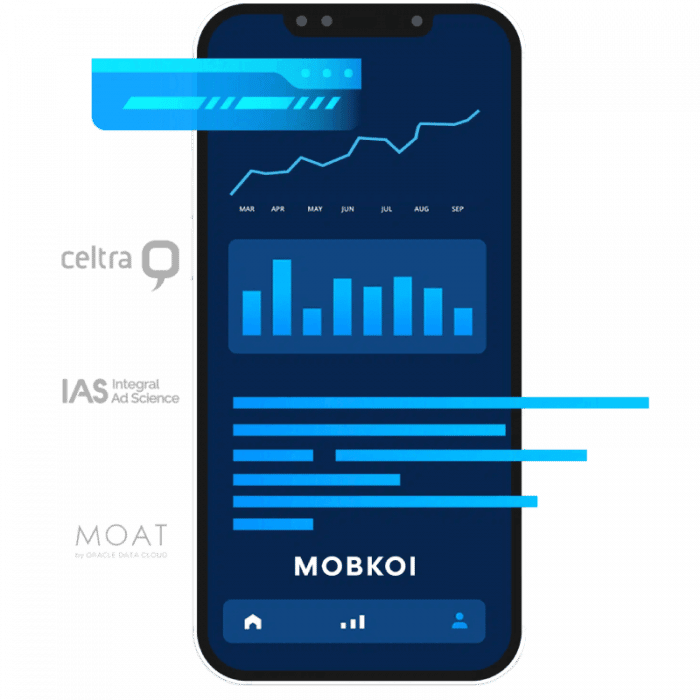 MAR APR MAY JUN JUL AUG SEP
celtra
IAS Integral
Ad Science
MOAT
by ORACLE DATA CLOUD
MOBKOI